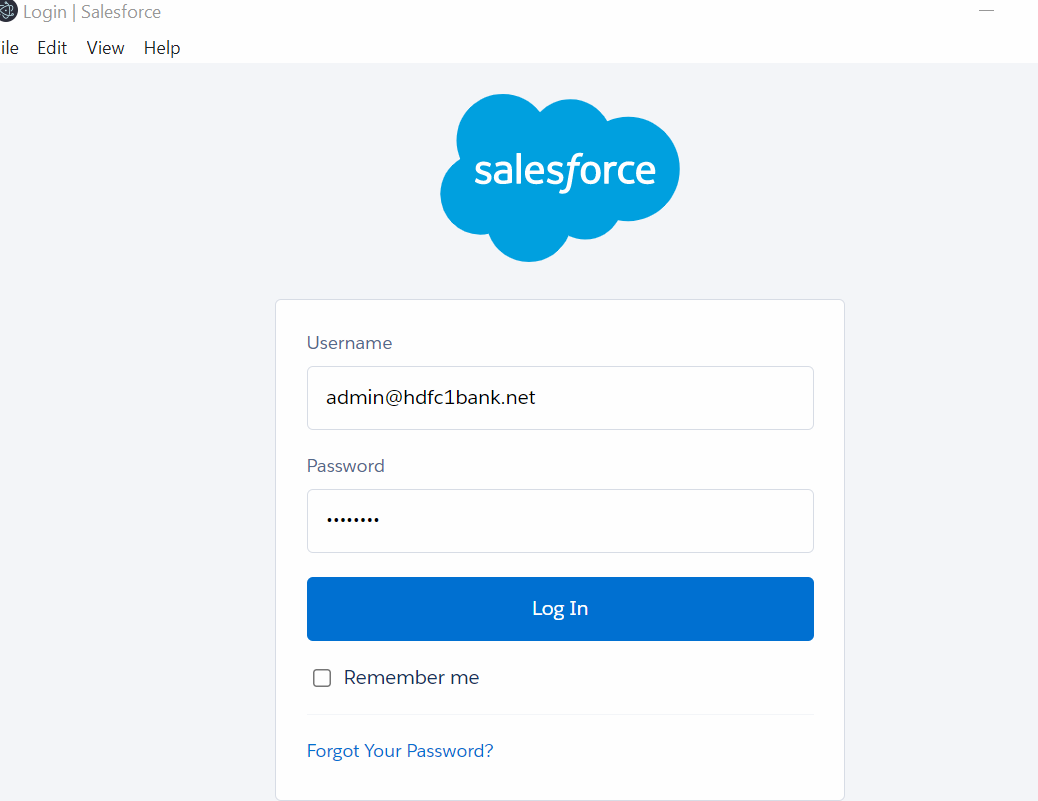 Login | Salesforce
ile Edit View Help
salesforce
Username
admin@hdfc1bank.net
Password
••••••••
Log In
Remember me
Forgot Your Password?